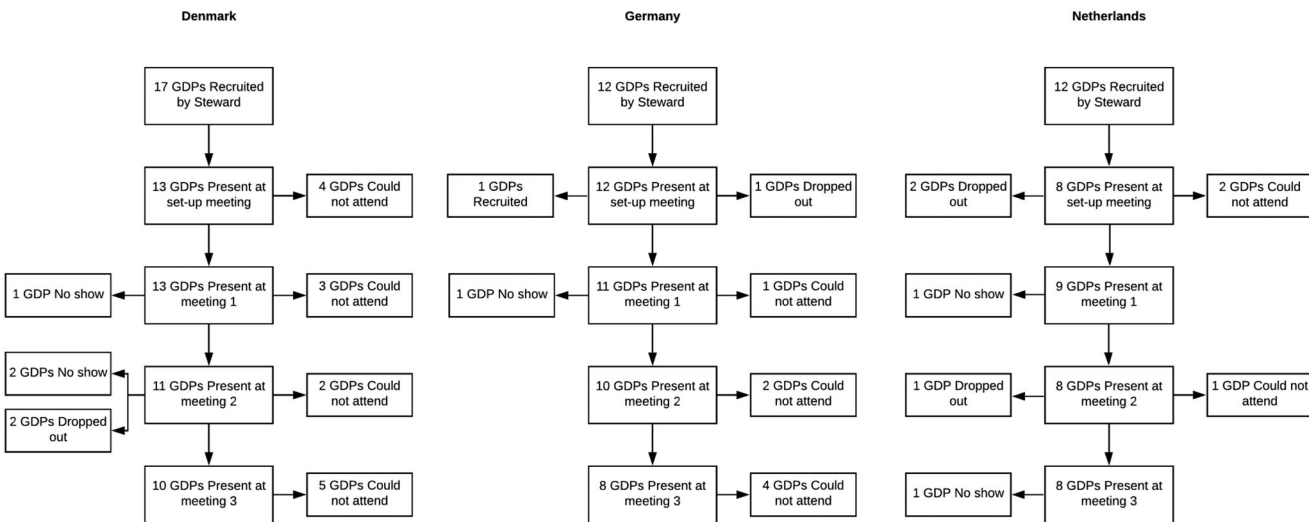 Denmark
17 GDPs Recruited
by Steward
13 GDPs Present at
set-up meeting
4 GDPs Could
not attend
1 GDP No show
13 GDPs Present at
meeting 1
3 GDPs Could
not attend
2 GDPs No show
2 GDPs Dropped
out
11 GDPs Present at
meeting 2
2 GDPs Could
not attend
10 GDPs Present at
meeting 3
5 GDPs Could
not attend
Germany
12 GDPs Recruited
by Steward
1 GDPs
Recruited
12 GDPs Present at
set-up meeting
1 GDPs Dropped
out
1 GDP No show
11 GDPs Present at
meeting 1
1 GDPs Could
not attend
10 GDPs Present at
meeting 2
2 GDPs Could
not attend
8 GDPs Present at
meeting 3
4 GDPs Could
not attend
Netherlands
12 GDPs Recruited
by Steward
2 GDPs Dropped
out
8 GDPs Present at
set-up meeting
2 GDPs Could
not attend
1 GDP No show
9 GDPs Present at
meeting 1
1 GDP Dropped
out
8 GDPs Present at
meeting 2
1 GDP Could not
attend
1 GDP No show
8 GDPs Present at
meeting 3